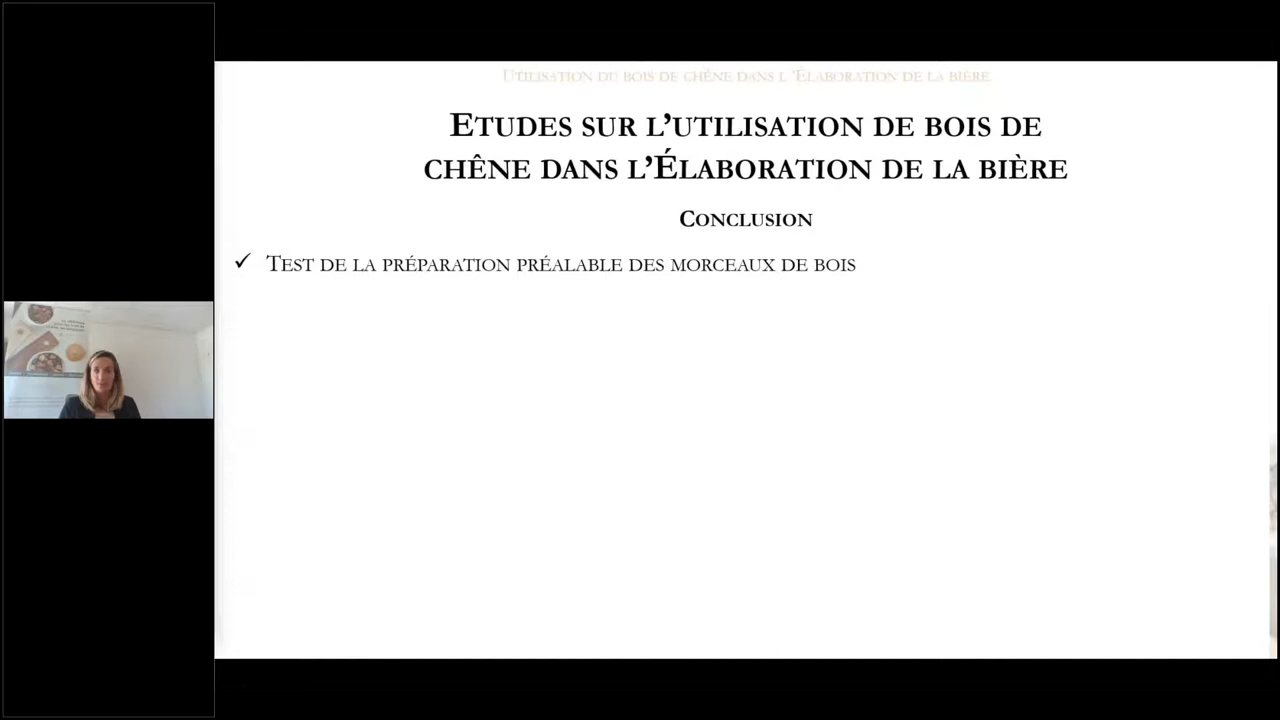 Utilisation du bois de chêne dans l'Élaboration de la bière
Etudes sur l'utilisation de bois de
chêne dans l'Élaboration de la bière
Conclusion
✓ Test de la préparation préalable des morceaux de bois